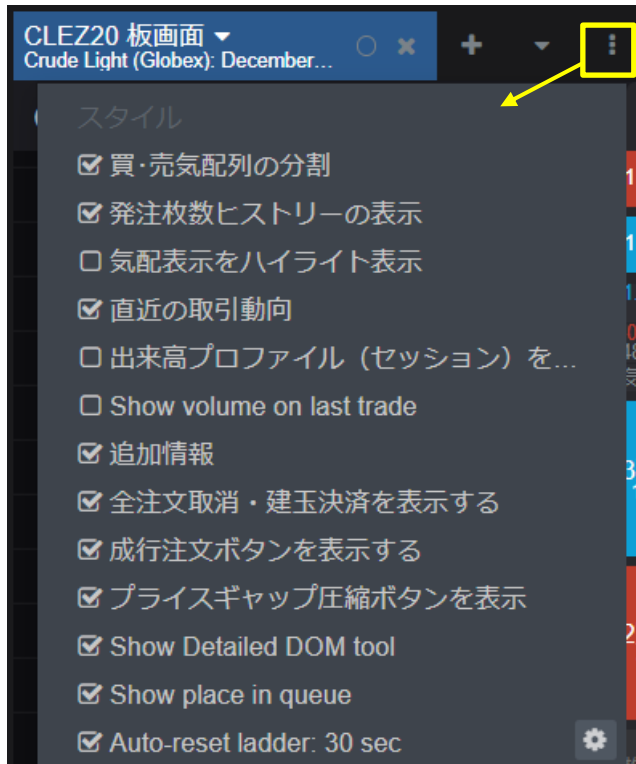 CLEZ20 板画面
Crude Light (Globex): December...
スタイル
買･売気配列の分割
発注枚数ヒストリーの表示
気配表示をハイライト表示
直近の取引動向
出来高プロファイル（セッション）を...
Show volume on last trade
追加情報
全注文取消・建玉決済を表示する
成行注文ボタンを表示する
プライスギャップ圧縮ボタンを表示
Show Detailed DOM tool
Show place in queue
Auto-reset ladder: 30 sec